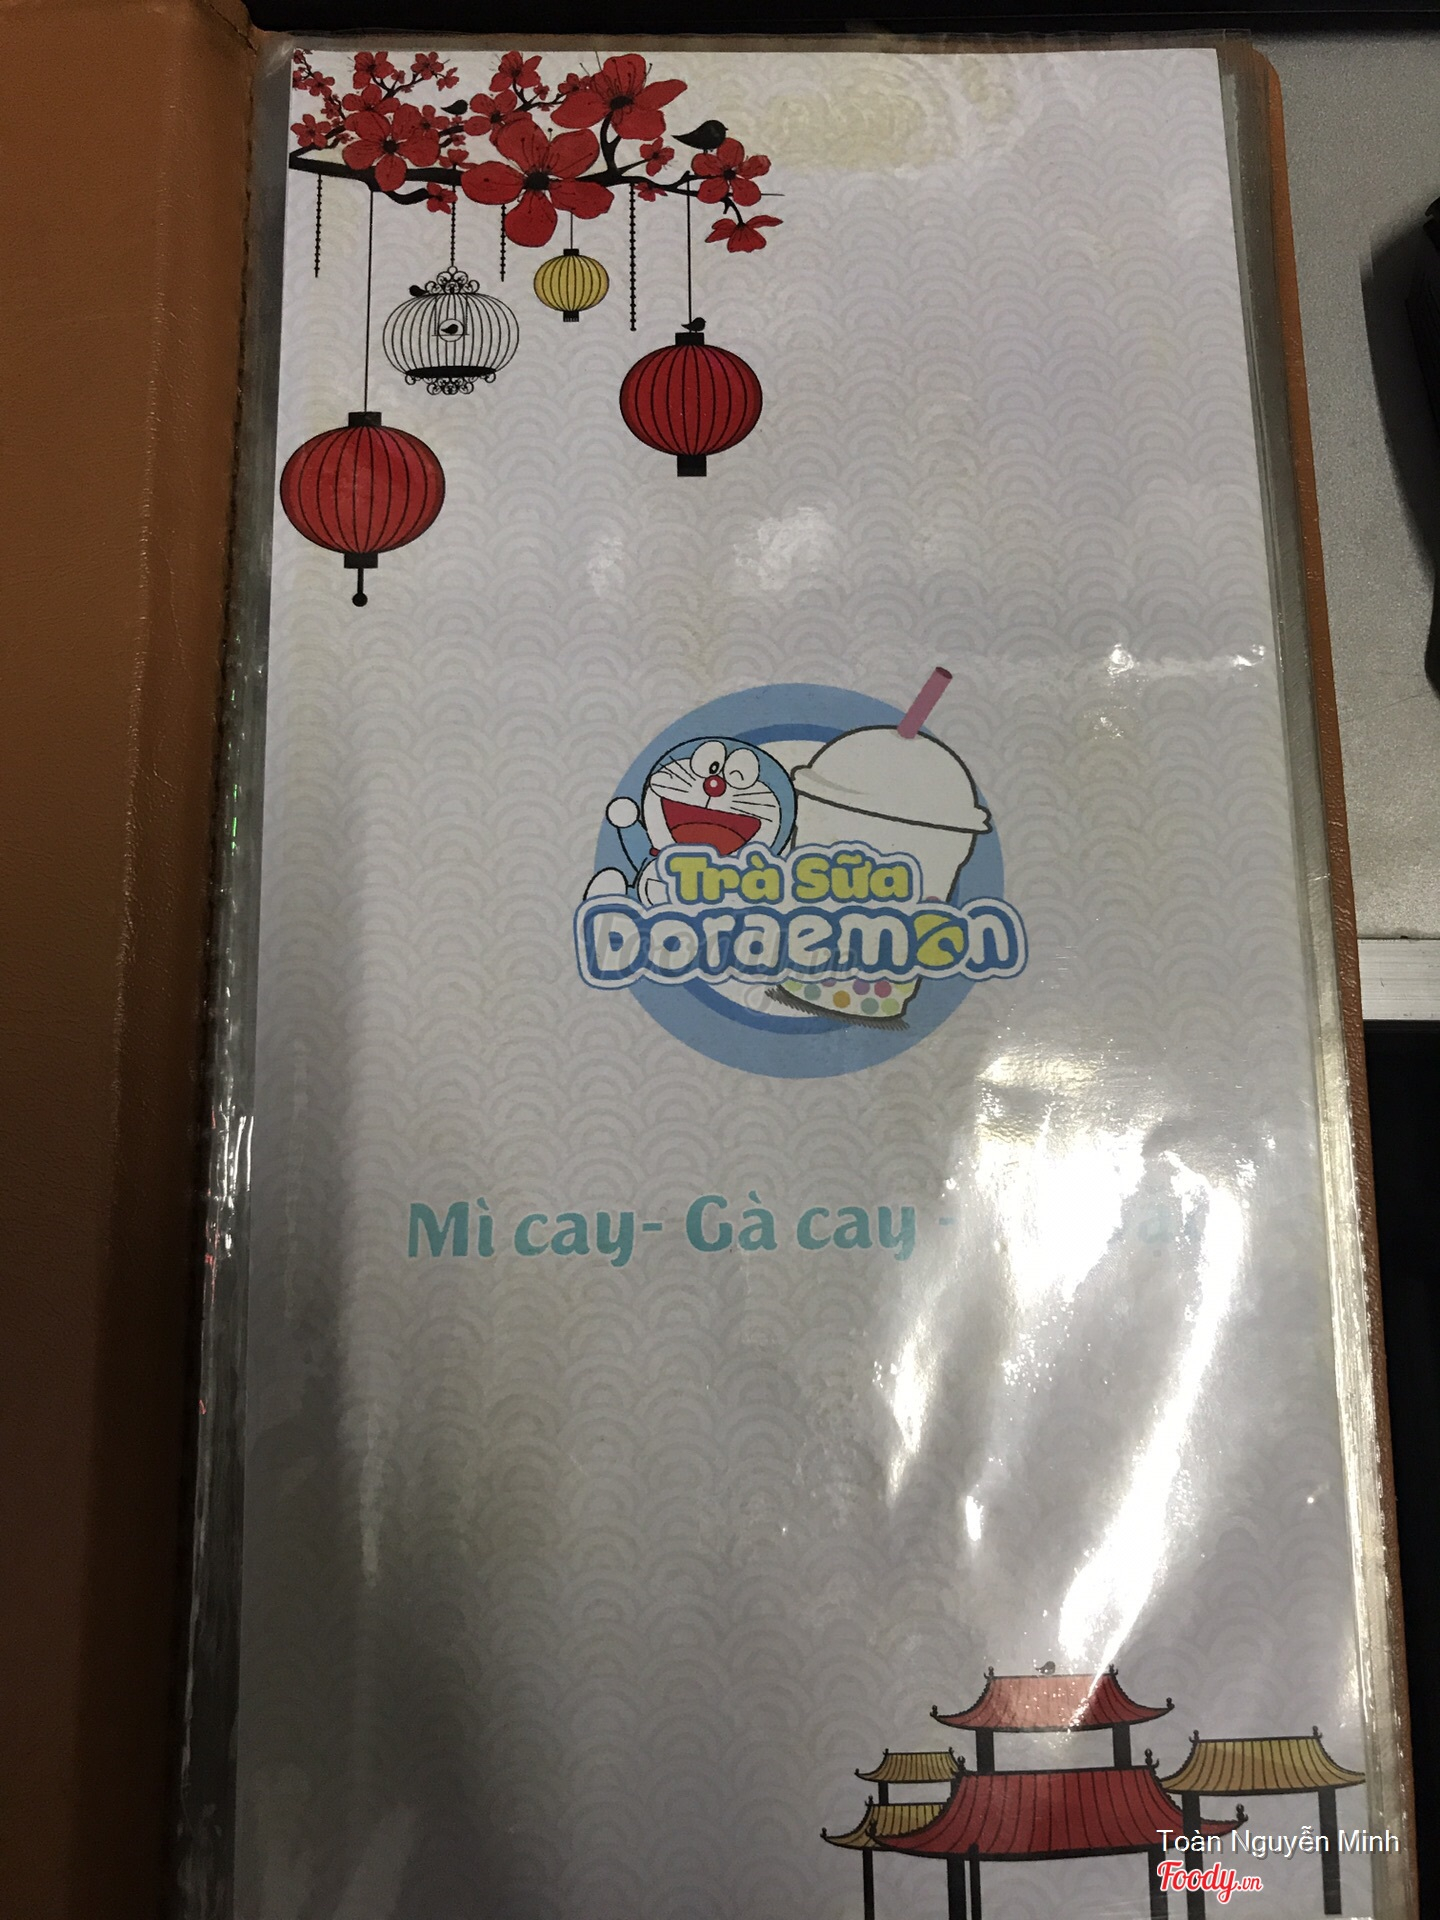 Trà Sữa
Doraemon
Mì cay- Gà cay -
Toàn Nguyễn Minh
Foody.vn